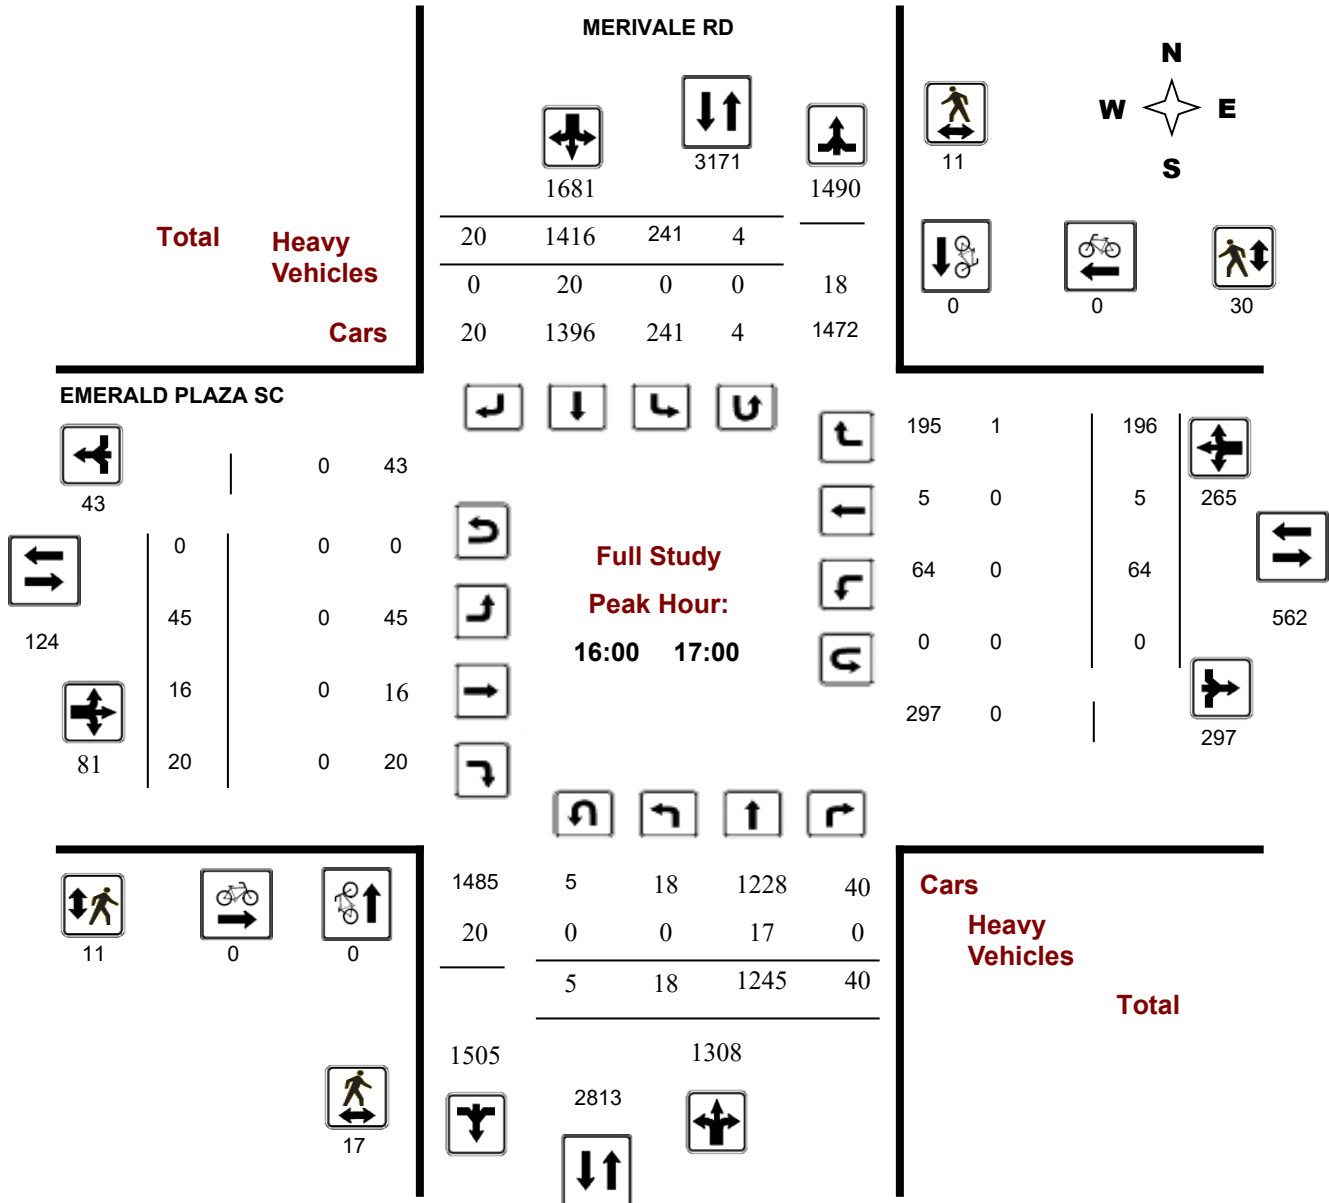 MERIVALE RD
N
W E
S
3171
11
1681 1490
Total Heavy Vehicles
20 1416 241 4
0 20 0 0 18
0 0 30
Cars 20 1396 241 4 1472
EMERALD PLAZA SC
195 1 196
0 43
43
5 0 5 265
0 0 0
Full Study
64 0 64
Peak Hour:
45 0 45
124
562
16:00 17:00
0 0 0
16 0 16
297 0
297
81 20 0 20
1485 5 18 1228 40
Cars
20 0 0 17 0
Heavy Vehicles
11 0 0
5 18 1245 40
Total
1505 1308
2813
17